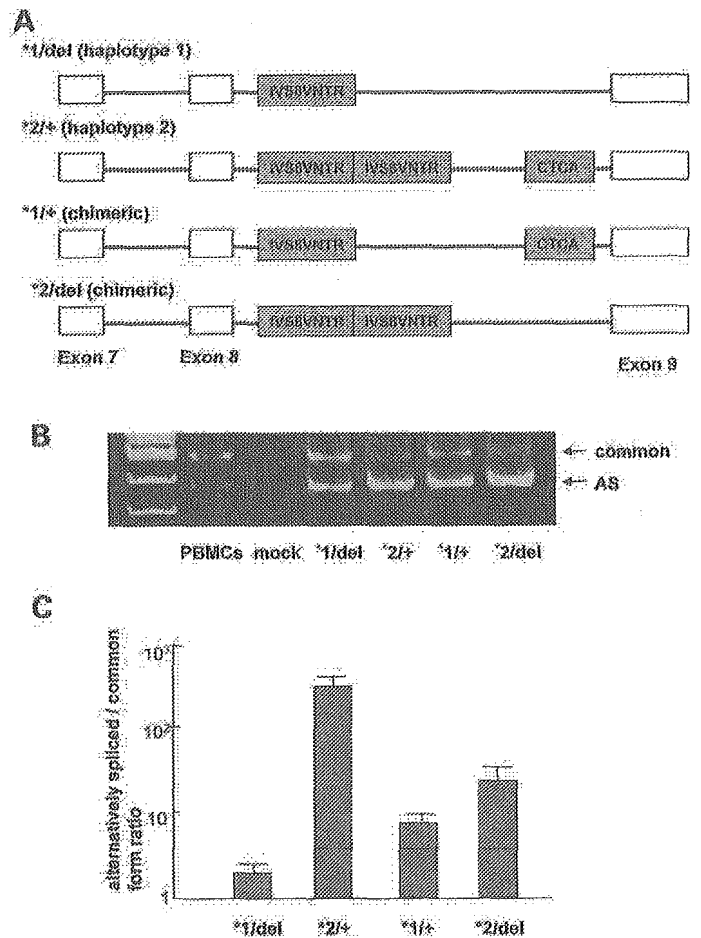 A
*1/del (haplotype 1)
IVS8VNTR
*2/+ (haplotype 2)
IVS8VNTR IVS8VNTR CTCA
*1/+ (chimeric)
IVS8VNTR CTCA
*2/del (chimeric)
IVS8VNTR IVS8VNTR
Exon 7 Exon 8 Exon 9
B
common
AS
PBMCs mock *1/del *2/+ *1/+ *2/del
C
alternatively spliced / common
form ratio
10³
10²
10
1
*1/del *2/+ *1/+ *2/del